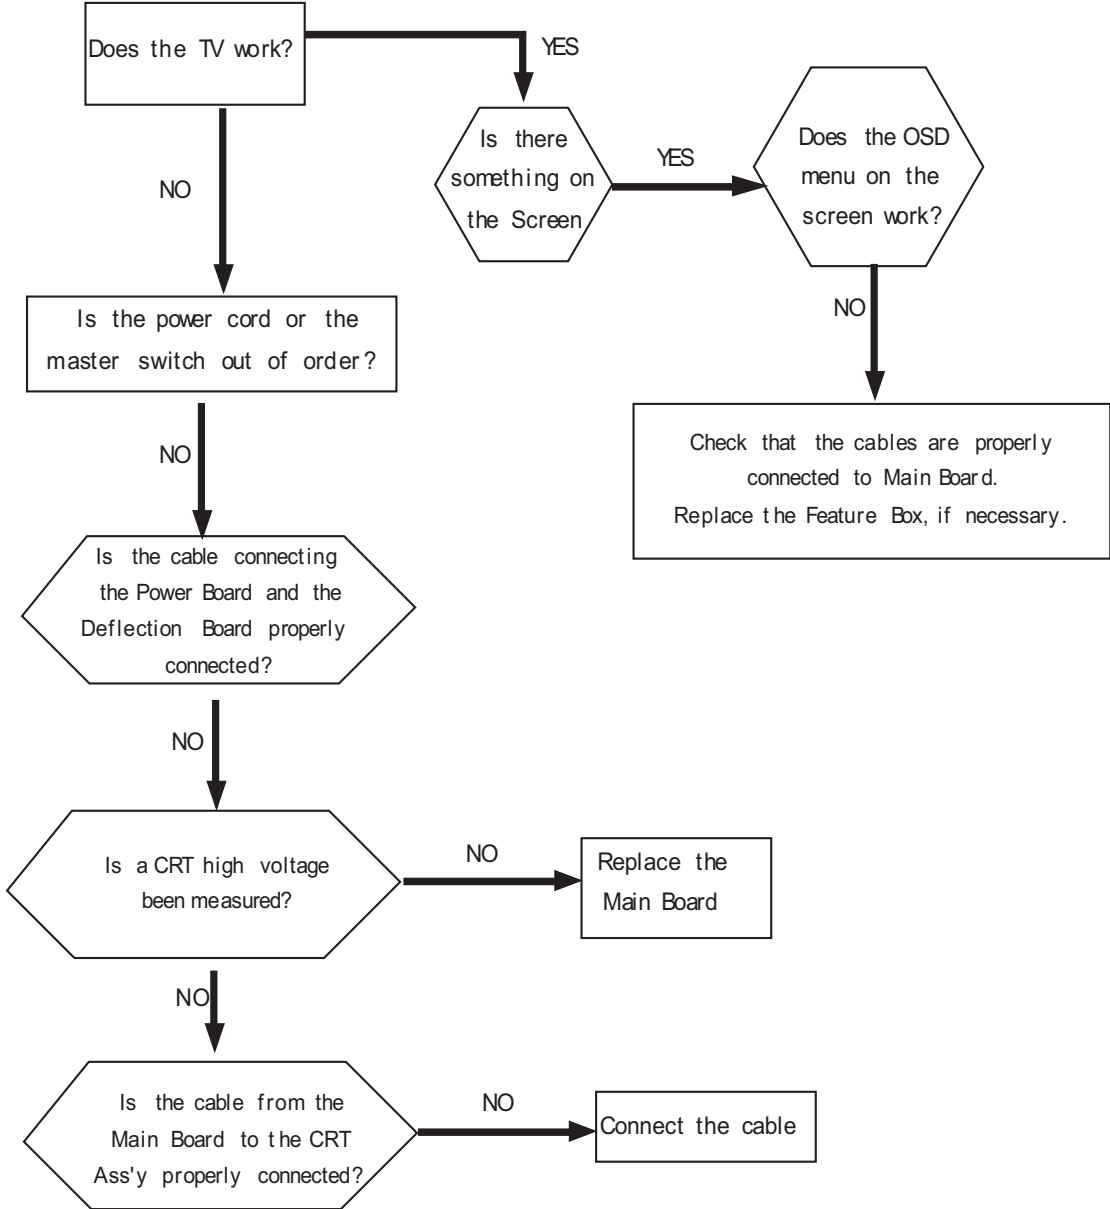 Does the TV work?
YES
Is there
something on
the Screen
YES
Does the OSD
menu on the
screen work?
NO
Check that the cables are properly
connected to Main Board.
Replace the Feature Box, if necessary.
NO
Is the power cord or the
master switch out of order?
NO
Is the cable connecting
the Power Board and the
Deflection Board properly
connected?
NO
Is a CRT high voltage
been measured?
NO
Replace the
Main Board
NO
Is the cable from the
Main Board to the CRT
Ass'y properly connected?
NO
Connect the cable